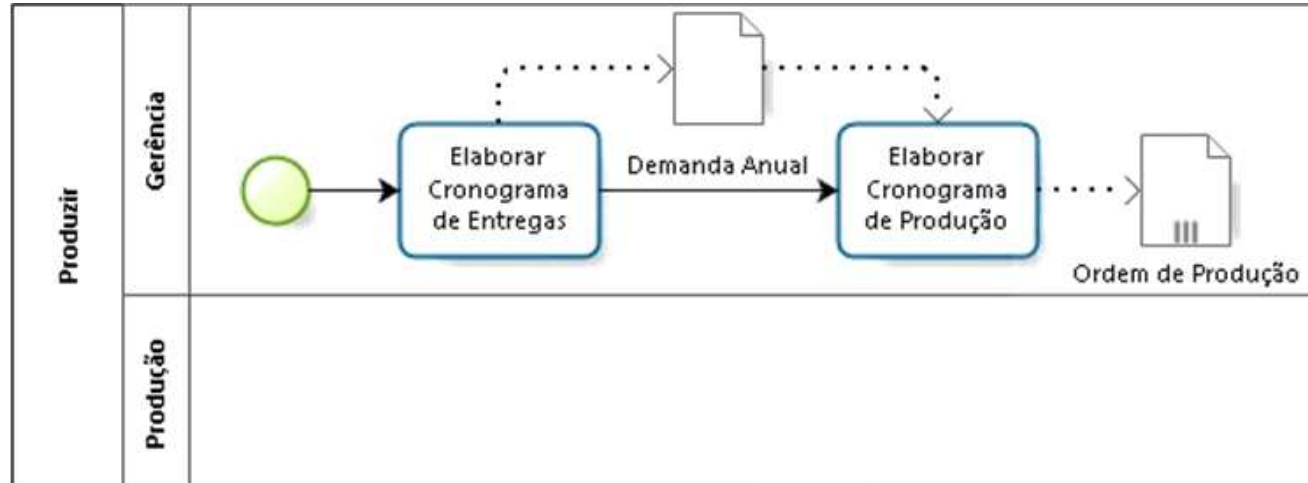 Produzir
Gerência
Elaborar
Cronograma
de Entregas
Demanda Anual
Elaborar
Cronograma
de Produção
Ordem de Produção
Produção